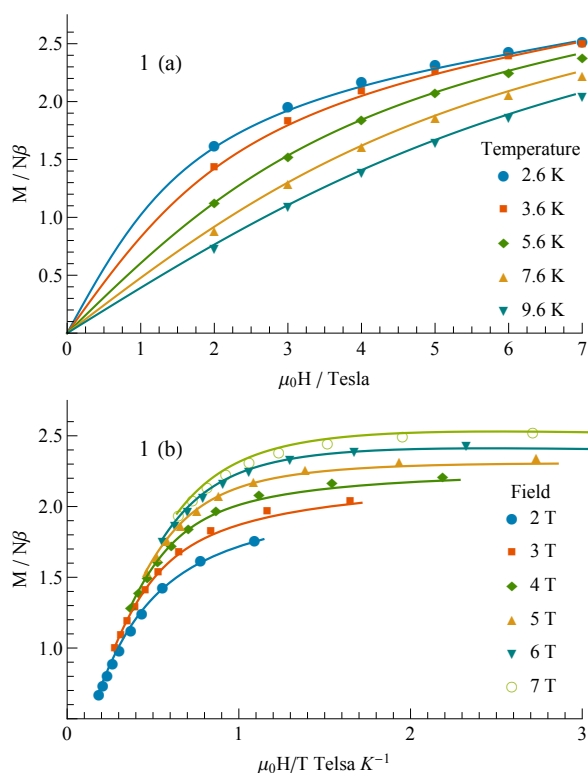 1 (a)
M / Nβ
2.5
2.0
1.5
1.0
0.5
Temperature
2.6 K
3.6 K
5.6 K
7.6 K
9.6 K
0 1 2 3 4 5 6 7
μ₀H / Tesla
1 (b)
M / Nβ
2.5
2.0
1.5
1.0
Field
2 T
3 T
4 T
5 T
6 T
7 T
0 1 2 3
μ₀H/T Telsa K⁻¹